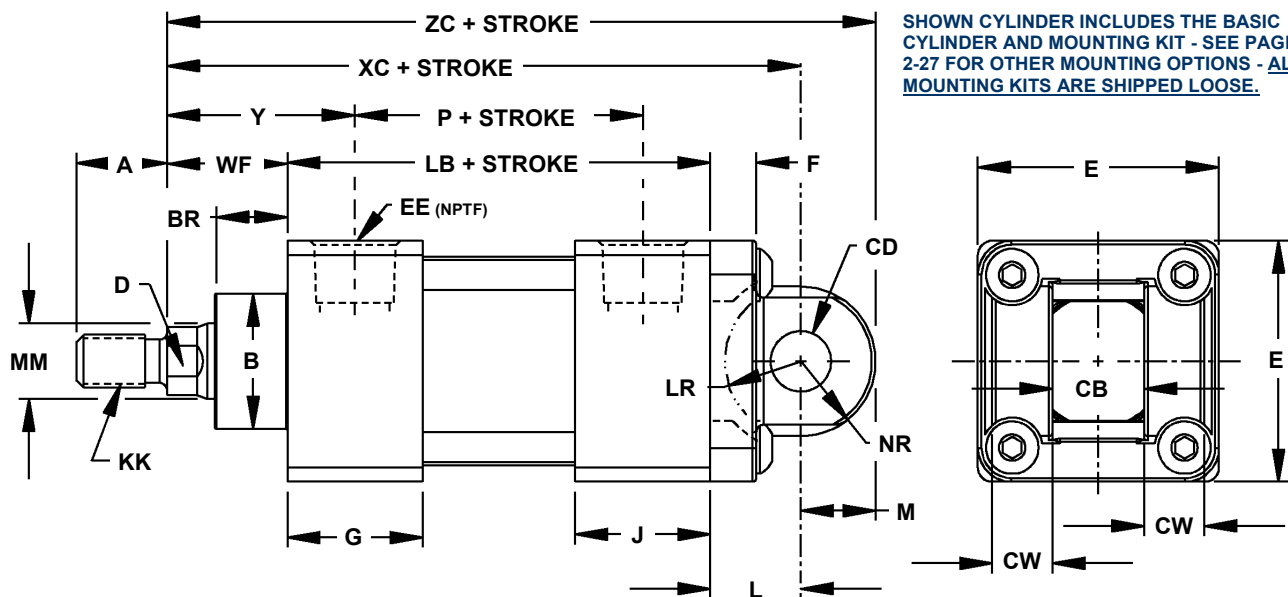 ZC + STROKE
SHOWN CYLINDER INCLUDES THE BASIC
CYLINDER AND MOUNTING KIT - SEE PAG
2-27 FOR OTHER MOUNTING OPTIONS - AL
MOUNTING KITS ARE SHIPPED LOOSE.
XC + STROKE
Y
P + STROKE
A
WF
LB + STROKE
F
E
BR
EE (NPTF)
CD
D
MM
B
LR
CB
E
KK
NR
M
G
J
CW
CW
L